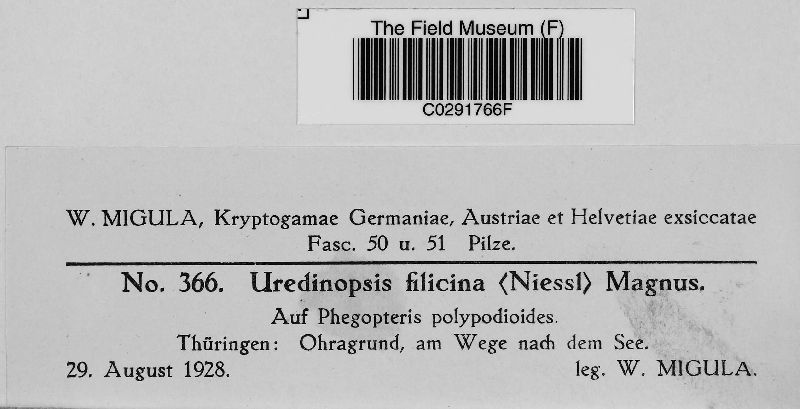 The Field Museum (F)
C0291766F
W. MIGULA, Kryptogamae Germaniae, Austriae et Helvetiae exsiccatae
Fasc. 50 u. 51 Pilze.
No. 366. Uredinopsis filicina (Niessl) Magnus.
Auf Phegopteris polypodioides.
Thüringen: Ohragrund, am Wege nach dem See.
29. August 1928. leg. W. MIGULA.